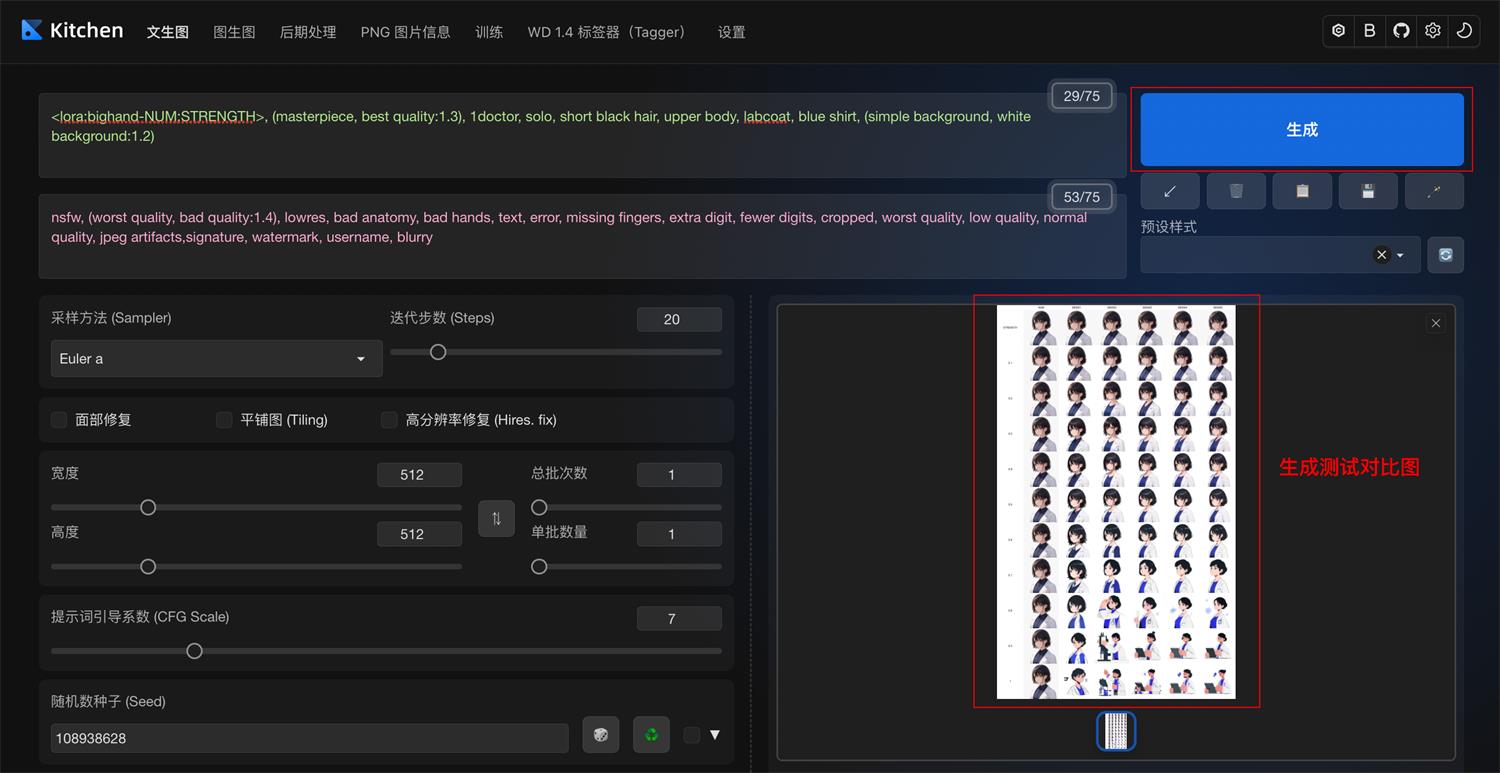 Kitchen 文生图 图生图 后期处理 PNG 图片信息 训练 WD 1.4 标签器（Tagger） 设置
B
29/75
<lora:bighand-NUM:STRENGTH>, (masterpiece, best quality:1.3), 1doctor, solo, short black hair, upper body, labcoat, blue shirt, (simple background, white
background:1.2)
生成
53/75
nsfw, (worst quality, bad quality:1.4), lowres, bad anatomy, bad hands, text, error, missing fingers, extra digit, fewer digits, cropped, worst quality, low quality, normal
quality, jpeg artifacts,signature, watermark, username, blurry
预设样式
采样方法 (Sampler)
Euler a
迭代步数 (Steps)
20
面部修复 平铺图 (Tiling) 高分辨率修复 (Hires. fix)
宽度
512
总批次数
1
高度
512
单批数量
1
提示词引导系数 (CFG Scale)
7
随机数种子 (Seed)
108938628
生成测试对比图